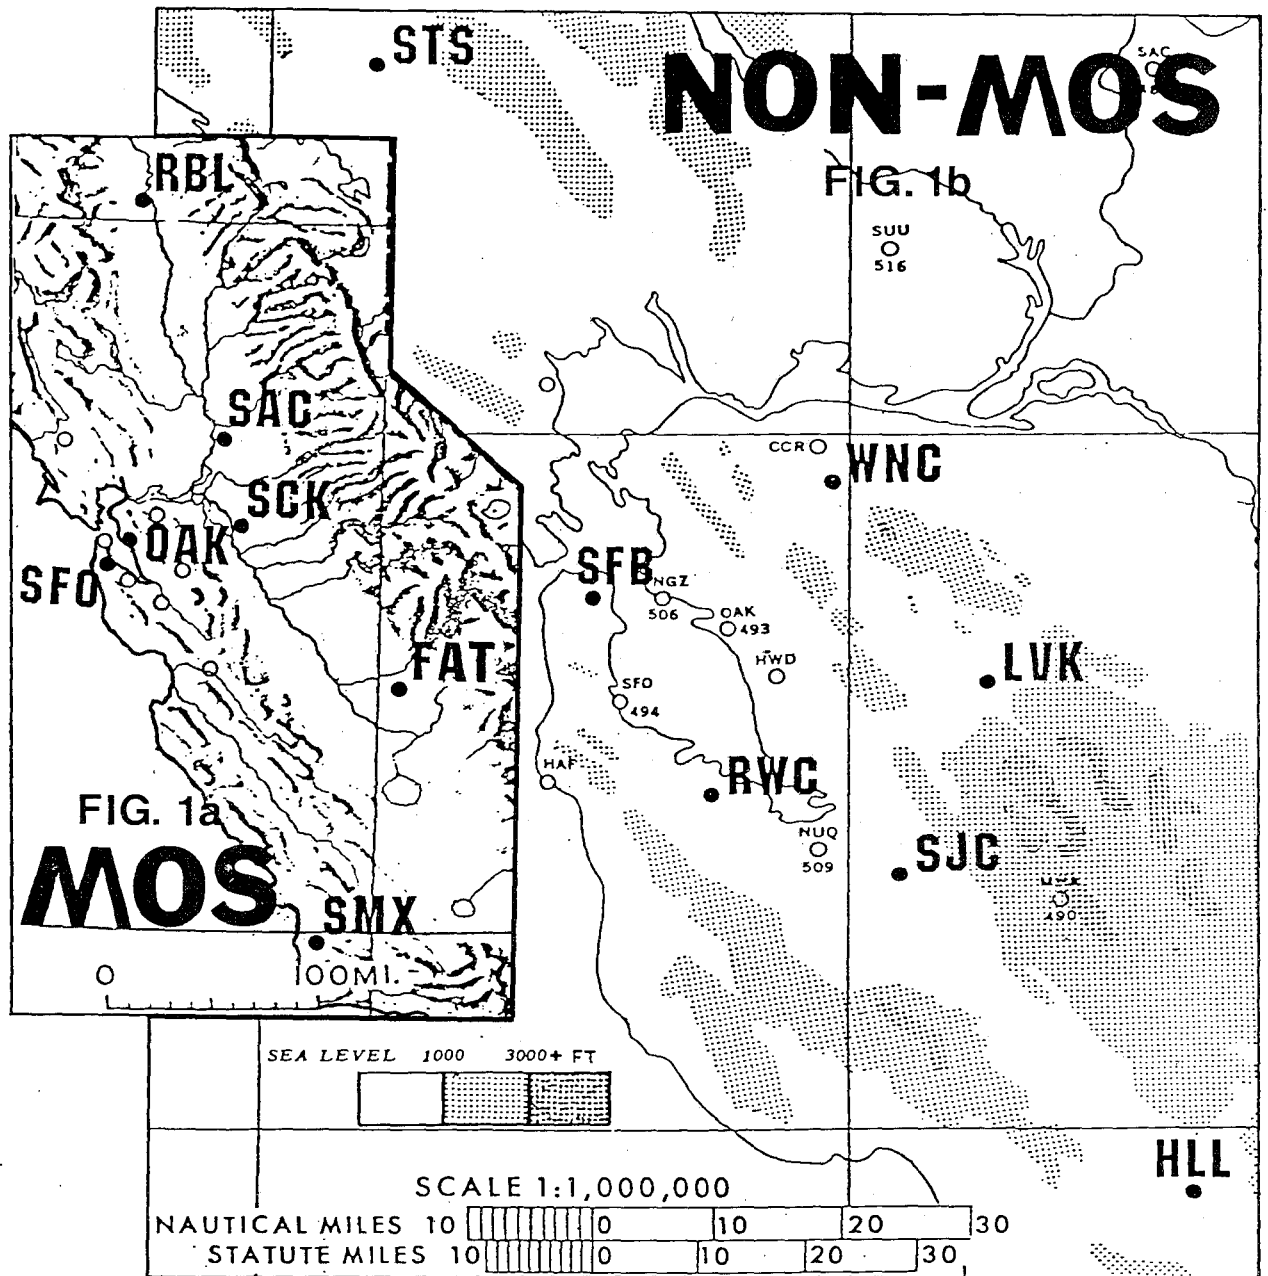 STS
NON-MOS
SAC
FIG. 1b
RBL
SUU
516
SAC
CCR
WNC
SCK
OAK
SFO
SFB
NGZ
506
OAK
493
HWD
LVK
FAT
SFO
494
HAF
RWC
FIG. 1a
NUQ
509
SJC
MOS
490
SMX
0 100MI.
SEA LEVEL 1000 3000+ FT
HLL
SCALE 1:1,000,000
NAUTICAL MILES 10 0 10 20 30
STATUTE MILES 10 0 10 20 30